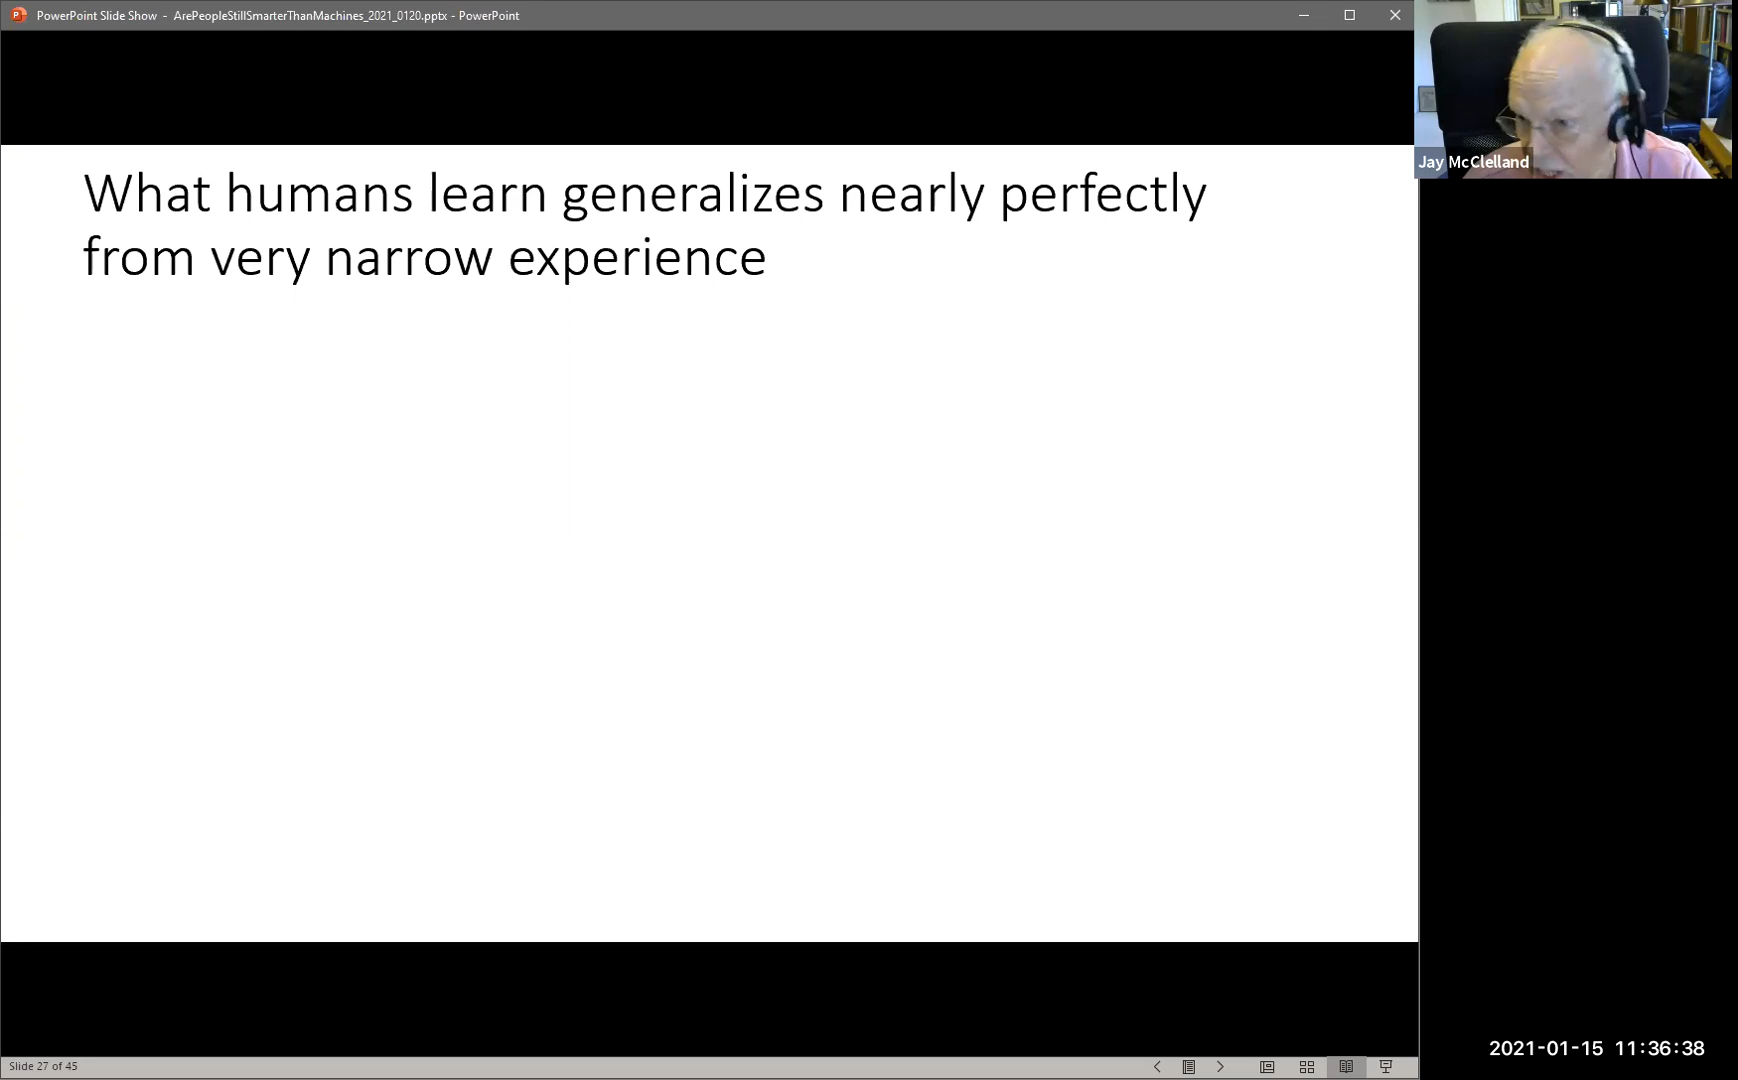 PowerPoint Slide Show - ArePeopleStillSmarterThanMachines_2021_0120.pptx - PowerPoint
Jay McClelland
What humans learn generalizes nearly perfectly
from very narrow experience
2021-01-15 11:36:38
Slide 27 of 45